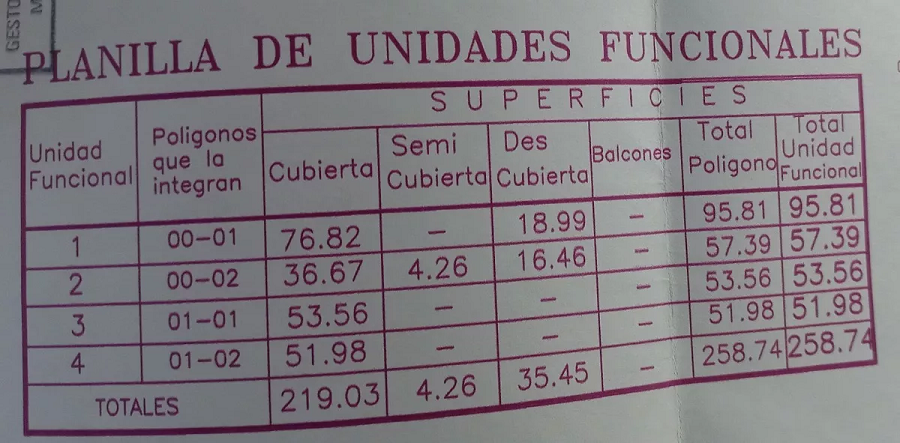 GESTO
M
PLANILLA DE UNIDADES FUNCIONALES
SUPERFICIES
Unidad Funcional Poligonos que la integran Cubierta Semi Cubierta Des Cubierta Balcones Total Poligono Total Unidad Funcional
1 00-01 76.82 – 18.99 – 95.81 95.81
2 00-02 36.67 4.26 16.46 – 57.39 57.39
3 01-01 53.56 – – – 53.56 53.56
4 01-02 51.98 – – – 51.98 51.98
TOTALES 219.03 4.26 35.45 – 258.74 258.74